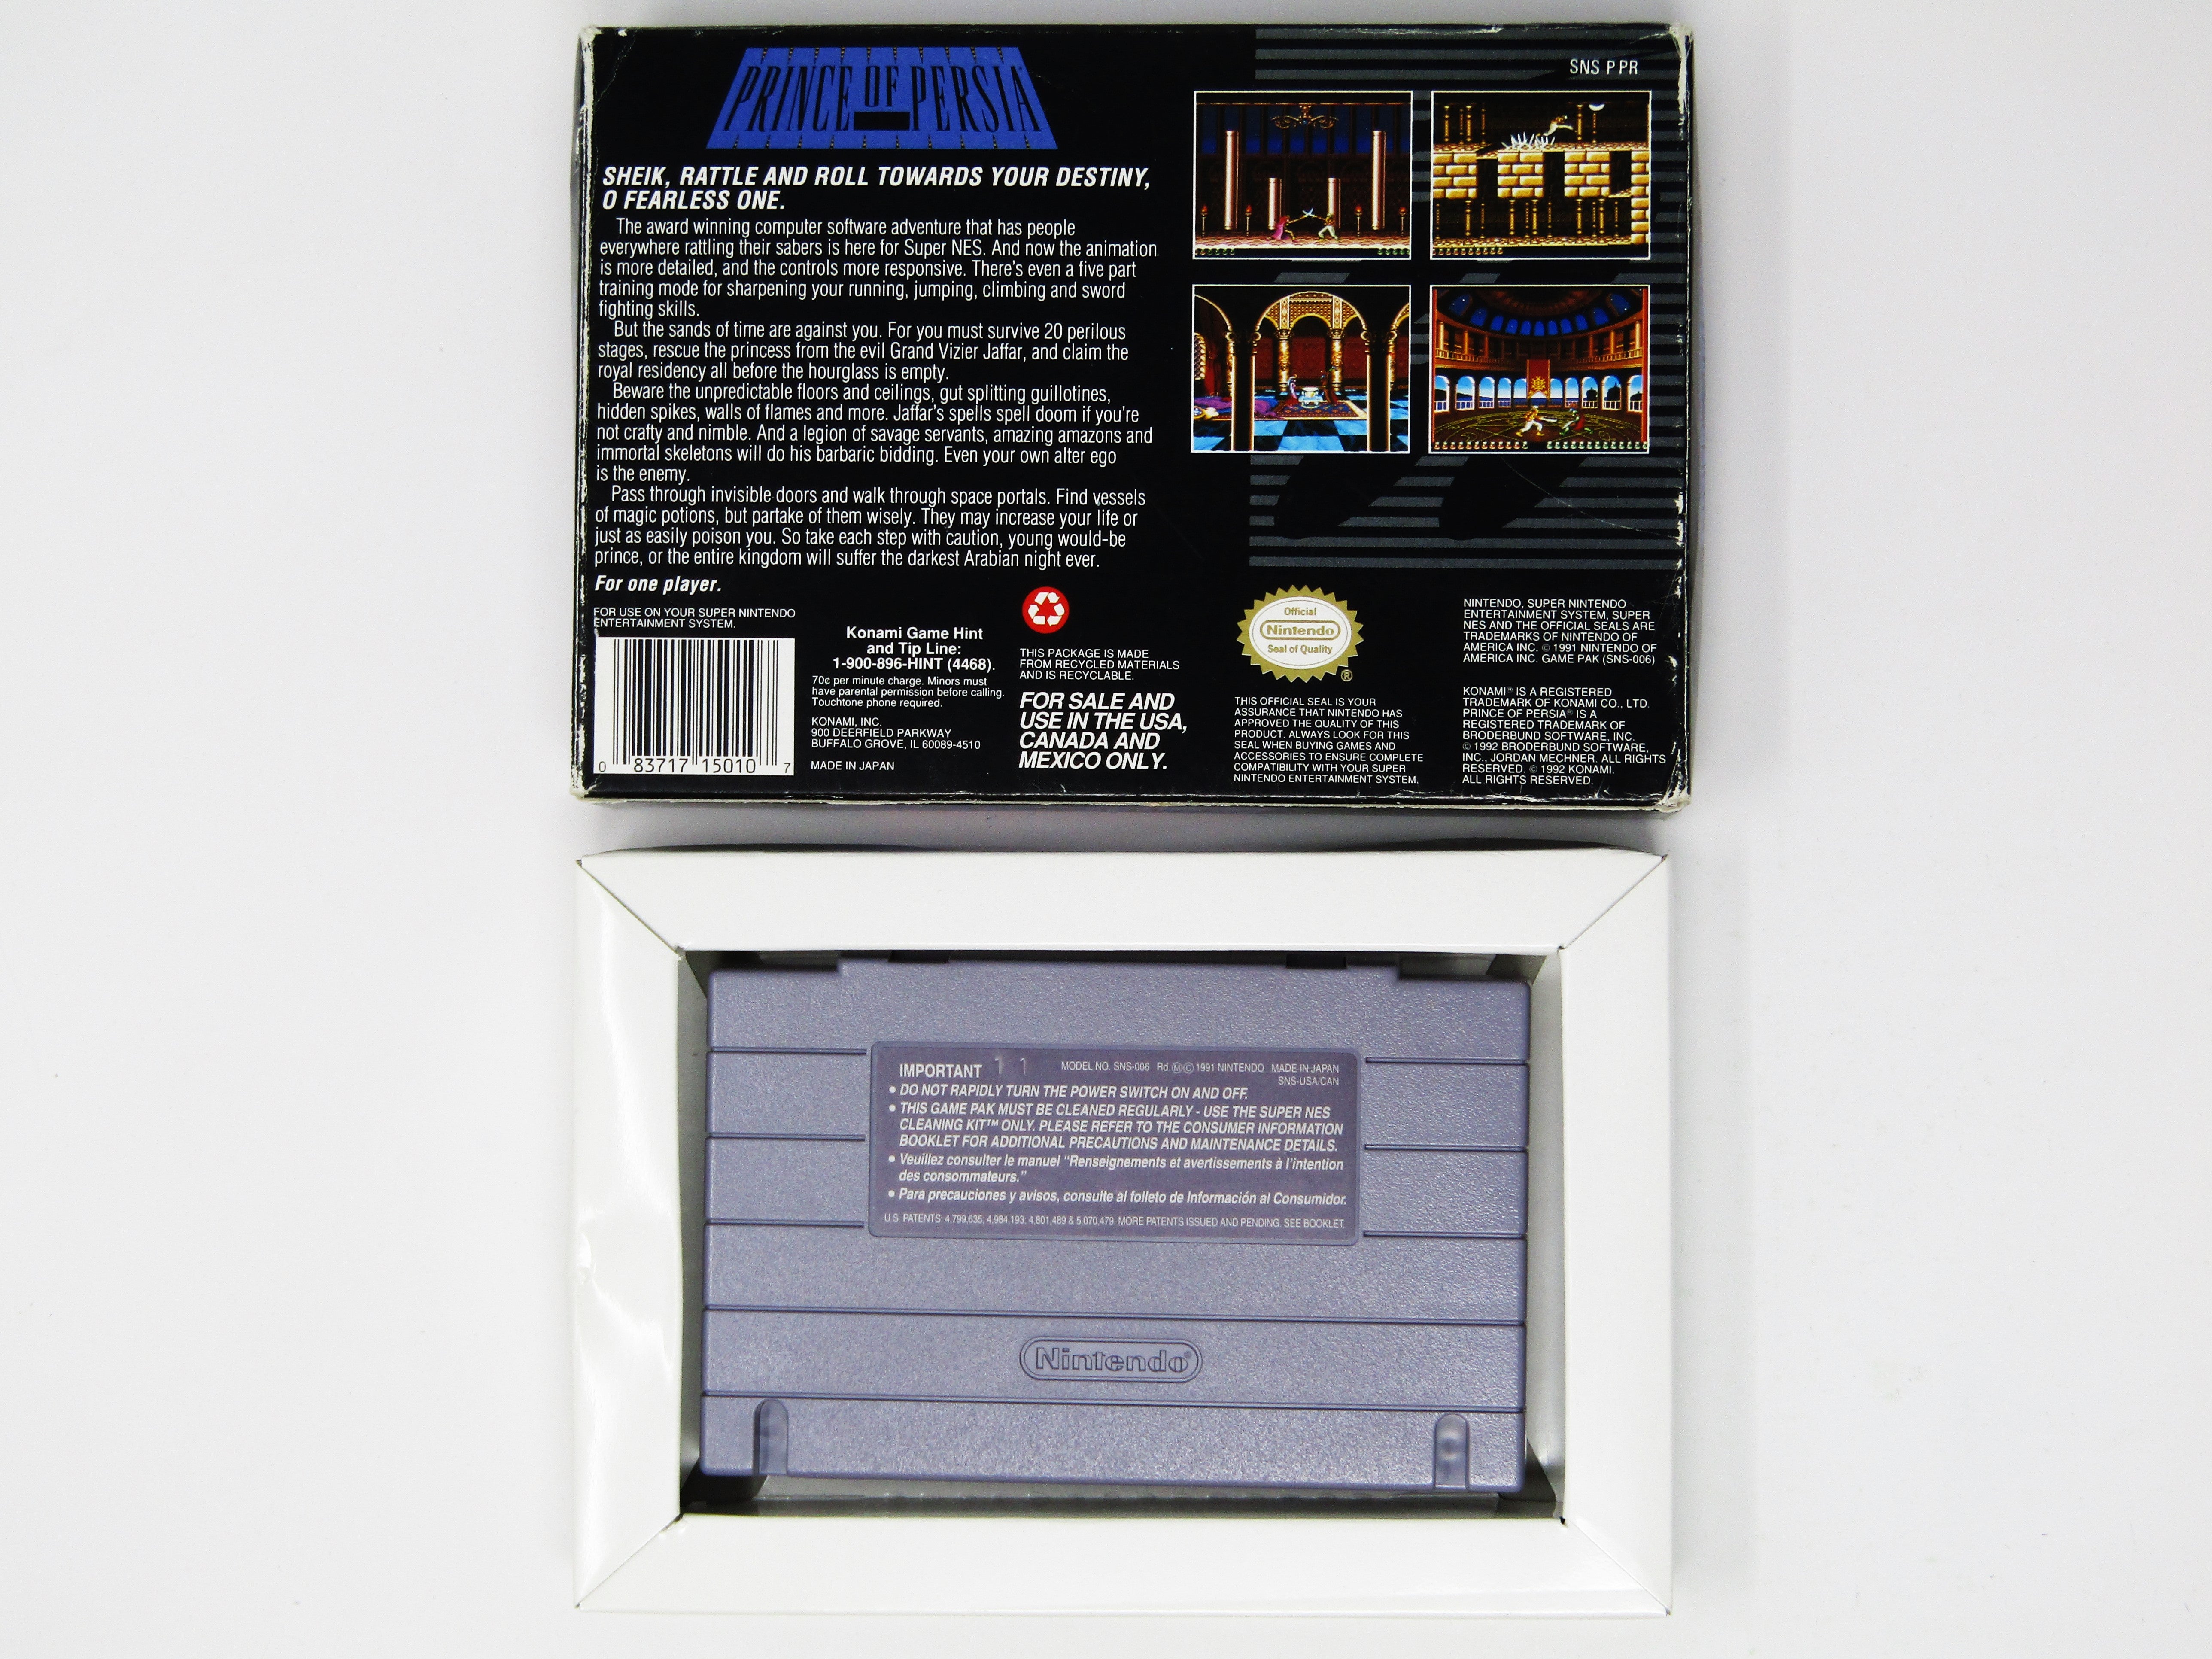 PRINCE OF PERSIA
SNS P PR
SHEIK, RATTLE AND ROLL TOWARDS YOUR DESTINY,
O FEARLESS ONE.
The award winning computer software adventure that has people
everywhere rattling their sabers is here for Super NES. And now the animation
is more detailed, and the controls more responsive. There's even a five part
training mode for sharpening your running, jumping, climbing and sword
fighting skills.
But the sands of time are against you. For you must survive 20 perilous
stages, rescue the princess from the evil Grand Vizier Jaffar, and claim the
royal residency all before the hourglass is empty.
Beware the unpredictable floors and ceilings, gut splitting guillotines,
hidden spikes, walls of flames and more. Jaffar's spells spell doom if you're
not crafty and nimble. And a legion of savage servants, amazing amazons and
immortal skeletons will do his barbaric bidding. Even your own alter ego
is the enemy.
Pass through invisible doors and walk through space portals. Find vessels
of magic potions, but partake of them wisely. They may increase your life or
just as easily poison you. So take each step with caution, young would-be
prince, or the entire kingdom will suffer the darkest Arabian night ever.
For one player.
FOR USE ON YOUR SUPER NINTENDO
ENTERTAINMENT SYSTEM.
0 83717 15010 7
Konami Game Hint
and Tip Line:
1-900-896-HINT (4468).
70¢ per minute charge. Minors must
have parental permission before calling.
Touchtone phone required.
KONAMI, INC.
900 DEERFIELD PARKWAY
BUFFALO GROVE, IL 60089-4510
MADE IN JAPAN
THIS PACKAGE IS MADE
FROM RECYCLED MATERIALS
AND IS RECYCLABLE.
FOR SALE AND
USE IN THE USA,
CANADA AND
MEXICO ONLY.
Official
Nintendo
Seal of Quality
®
THIS OFFICIAL SEAL IS YOUR
ASSURANCE THAT NINTENDO HAS
APPROVED THE QUALITY OF THIS
PRODUCT. ALWAYS LOOK FOR THIS
SEAL WHEN BUYING GAMES AND
ACCESSORIES TO ENSURE COMPLETE
COMPATIBILITY WITH YOUR SUPER
NINTENDO ENTERTAINMENT SYSTEM.
NINTENDO, SUPER NINTENDO
ENTERTAINMENT SYSTEM, SUPER
NES AND THE OFFICIAL SEALS ARE
TRADEMARKS OF NINTENDO OF
AMERICA INC. © 1991 NINTENDO OF
AMERICA INC. GAME PAK (SNS-006)
KONAMI® IS A REGISTERED
TRADEMARK OF KONAMI CO., LTD.
PRINCE OF PERSIA® IS A
REGISTERED TRADEMARK OF
BRODERBUND SOFTWARE, INC.
© 1992 BRODERBUND SOFTWARE,
INC., JORDAN MECHNER. ALL RIGHTS
RESERVED. © 1992 KONAMI.
ALL RIGHTS RESERVED.
IMPORTANT 1 1 MODEL NO. SNS-006 Rd Ⓜ© 1991 NINTENDO MADE IN JAPAN
SNS-USA/CAN
• DO NOT RAPIDLY TURN THE POWER SWITCH ON AND OFF.
• THIS GAME PAK MUST BE CLEANED REGULARLY - USE THE SUPER NES
CLEANING KIT™ ONLY. PLEASE REFER TO THE CONSUMER INFORMATION
BOOKLET FOR ADDITIONAL PRECAUTIONS AND MAINTENANCE DETAILS.
• Veuillez consulter le manuel "Renseignements et avertissements à l'intention
des consommateurs."
• Para precauciones y avisos, consulte al folleto de Información al Consumidor.
U.S PATENTS: 4,799,635, 4,984,193, 4,801,489 & 5,070,479. MORE PATENTS ISSUED AND PENDING. SEE BOOKLET.
Nintendo®